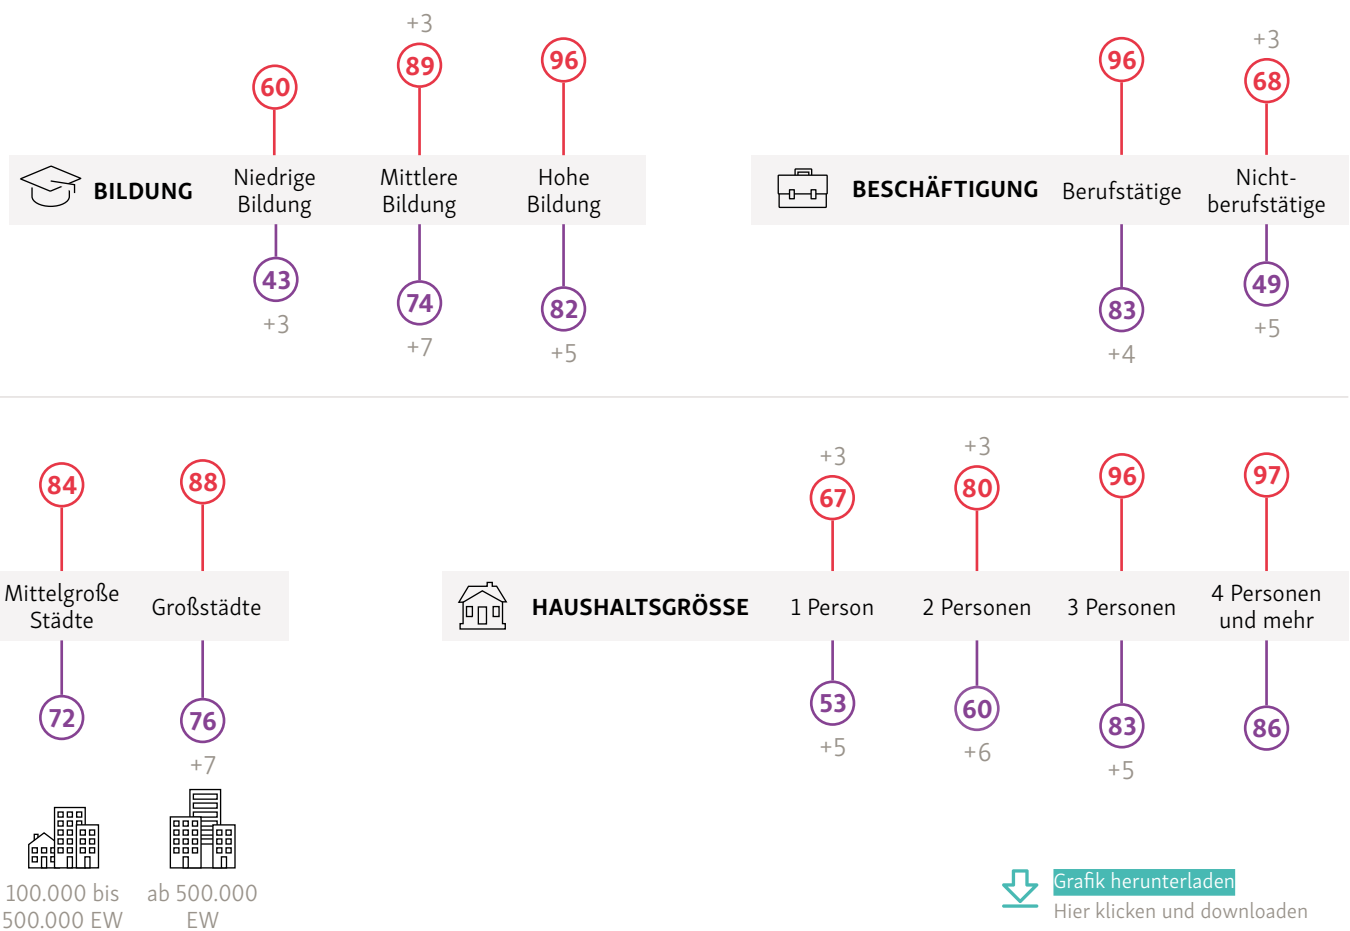 +3
60
89
96
BILDUNG
Niedrige
Bildung
Mittlere
Bildung
Hohe
Bildung
43
74
82
+3
+7
+5
+3
96
68
BESCHÄFTIGUNG
Berufstätige
Nicht-
berufstätige
83
49
+4
+5
84
88
Mittelgroße
Städte
Großstädte
72
76
+7
100.000 bis
500.000 EW
ab 500.000
EW
+3
+3
67
80
96
97
HAUSHALTSGRÖSSE
1 Person
2 Personen
3 Personen
4 Personen
und mehr
53
60
83
86
+5
+6
+5
Grafik herunterladen
Hier klicken und downloaden